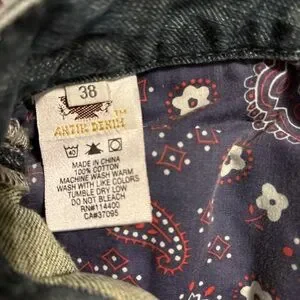 38
ANTIK DENIM
TM
MADE IN CHINA
100% COTTON
MACHINE WASH WARM
WASH WITH LIKE COLORS
TUMBLE DRY LOW
DO NOT BLEACH
RN#114400
CA#37095